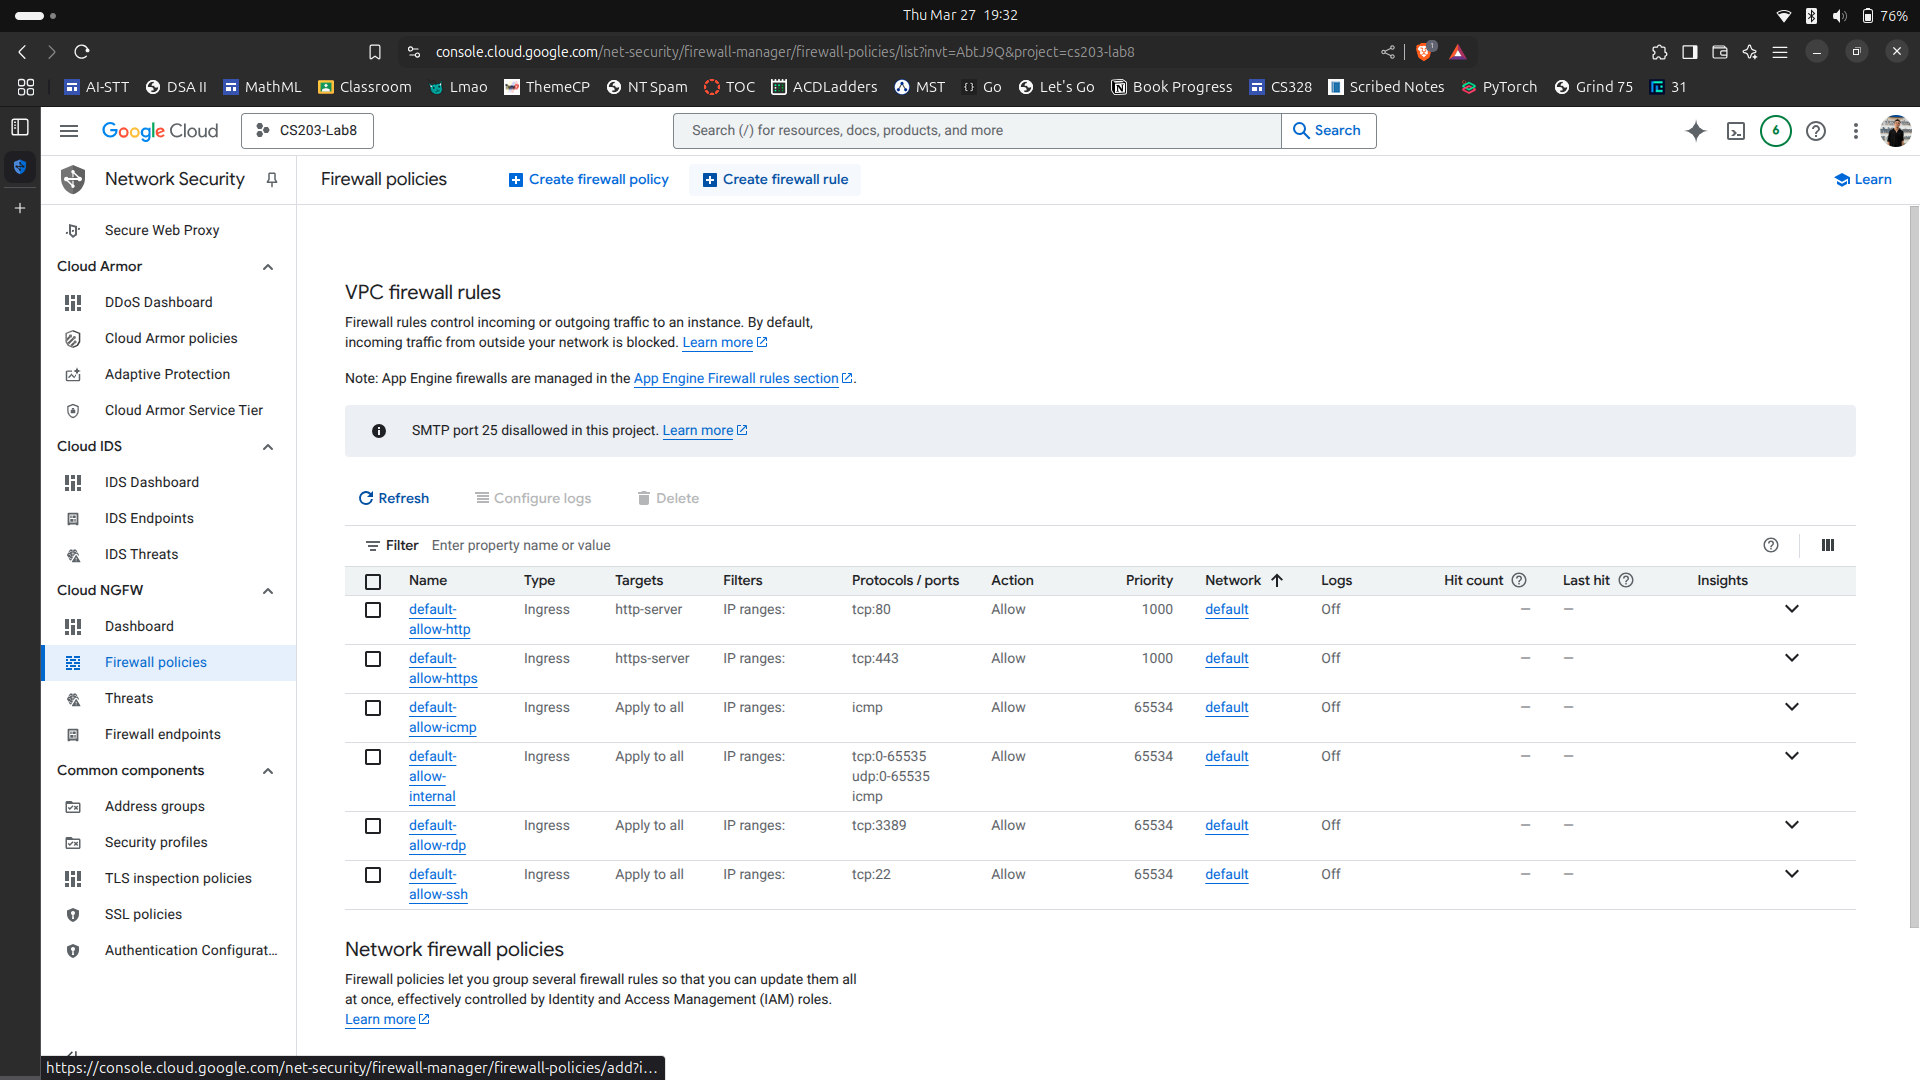 Thu Mar 27 19:32
76%
console.cloud.google.com/net-security/firewall-manager/firewall-policies/list?invt=AbtJ9Q&project=cs203-lab8
1
AI-STT
DSA II
MathML
Classroom
Lmao
ThemeCP
NT Spam
TOC
ACDLadders
MST
Go
Let's Go
Book Progress
CS328
Scribed Notes
PyTorch
Grind 75
31
Google Cloud
CS203-Lab8
Search (/) for resources, docs, products, and more
Search
6
Network Security
Firewall policies
Create firewall policy
Create firewall rule
Learn
Secure Web Proxy
Cloud Armor
DDoS Dashboard
Cloud Armor policies
Adaptive Protection
Cloud Armor Service Tier
Cloud IDS
IDS Dashboard
IDS Endpoints
IDS Threats
Cloud NGFW
Dashboard
Firewall policies
Threats
Firewall endpoints
Common components
Address groups
Security profiles
TLS inspection policies
SSL policies
Authentication Configurat...
VPC firewall rules
Firewall rules control incoming or outgoing traffic to an instance. By default,
incoming traffic from outside your network is blocked. Learn more
Note: App Engine firewalls are managed in the App Engine Firewall rules section.
SMTP port 25 disallowed in this project. Learn more
Refresh Configure logs Delete
Filter Enter property name or value
Name Type Targets Filters Protocols / ports Action Priority Network Logs Hit count Last hit Insights
default- Ingress http-server IP ranges: tcp:80 Allow 1000 default Off – –
allow-http
default- Ingress https-server IP ranges: tcp:443 Allow 1000 default Off – –
allow-https
default- Ingress Apply to all IP ranges: icmp Allow 65534 default Off – –
allow-icmp
default- Ingress Apply to all IP ranges: tcp:0-65535 Allow 65534 default Off – –
allow- udp:0-65535
internal icmp
default- Ingress Apply to all IP ranges: tcp:3389 Allow 65534 default Off – –
allow-rdp
default- Ingress Apply to all IP ranges: tcp:22 Allow 65534 default Off – –
allow-ssh
Network firewall policies
Firewall policies let you group several firewall rules so that you can update them all
at once, effectively controlled by Identity and Access Management (IAM) roles.
Learn more
https://console.cloud.google.com/net-security/firewall-manager/firewall-policies/add?i...